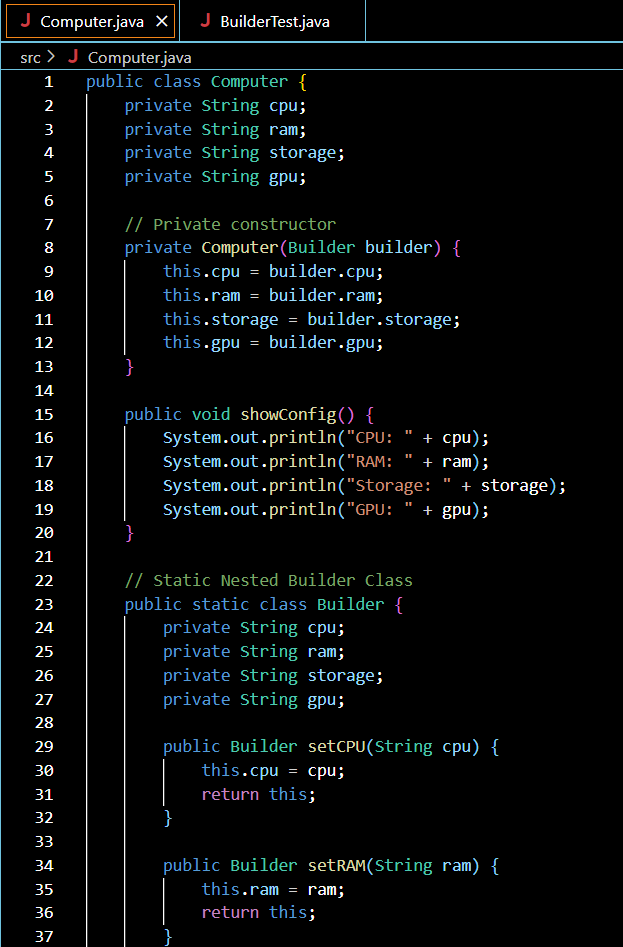 J Computer.java ×
J BuilderTest.java
src > J Computer.java
1 public class Computer {
2     private String cpu;
3     private String ram;
4     private String storage;
5     private String gpu;
6
7     // Private constructor
8     private Computer(Builder builder) {
9         this.cpu = builder.cpu;
10         this.ram = builder.ram;
11         this.storage = builder.storage;
12         this.gpu = builder.gpu;
13     }
14
15     public void showConfig() {
16         System.out.println("CPU: " + cpu);
17         System.out.println("RAM: " + ram);
18         System.out.println("Storage: " + storage);
19         System.out.println("GPU: " + gpu);
20     }
21
22     // Static Nested Builder Class
23     public static class Builder {
24         private String cpu;
25         private String ram;
26         private String storage;
27         private String gpu;
28
29         public Builder setCPU(String cpu) {
30             this.cpu = cpu;
31             return this;
32         }
33
34         public Builder setRAM(String ram) {
35             this.ram = ram;
36             return this;
37         }